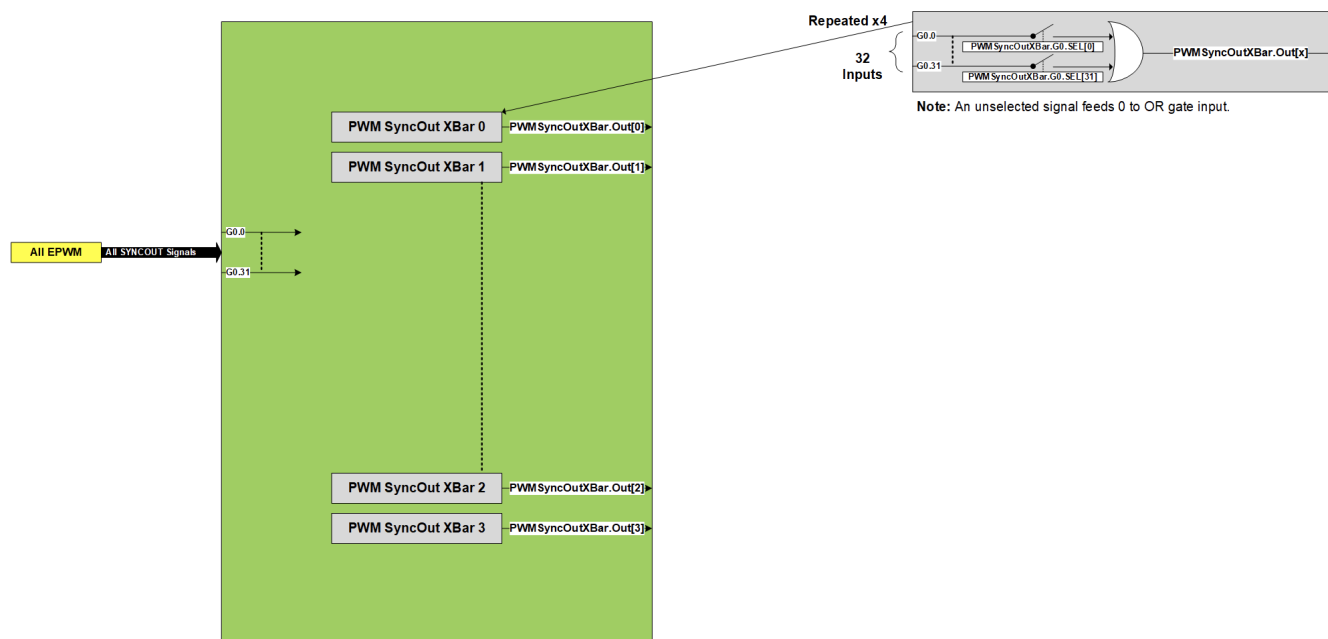 Repeated x4
32
Inputs
G0.0
PWMSyncOutXBar.G0.SEL[0]
G0.31
PWMSyncOutXBar.G0.SEL[31]
PWMSyncOutXBar.Out[x]
Note: An unselected signal feeds 0 to OR gate input.
PWM SyncOut XBar 0
PWMSyncOutXBar.Out[0]
PWM SyncOut XBar 1
PWMSyncOutXBar.Out[1]
All EPWM
All SYNCOUT Signals
G0.0
G0.31
PWM SyncOut XBar 2
PWMSyncOutXBar.Out[2]
PWM SyncOut XBar 3
PWMSyncOutXBar.Out[3]